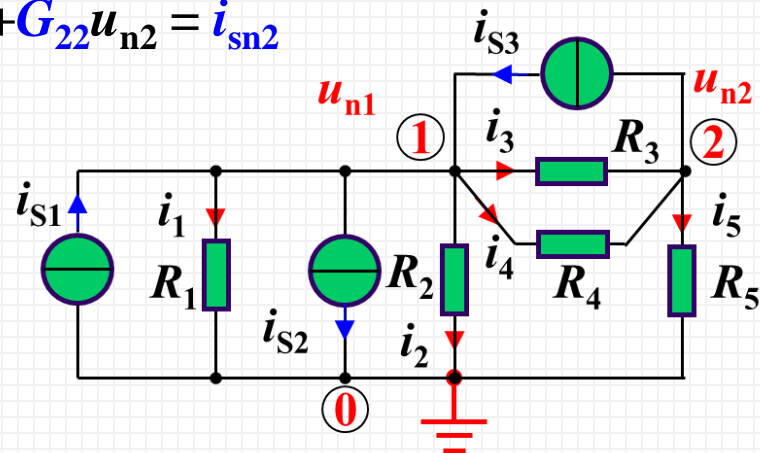 +G22un2 = isn2
iS3
un1
un2
1
i3
R3
2
iS1
i1
i4
i5
R1
R2
R4
R5
iS2
i2
0